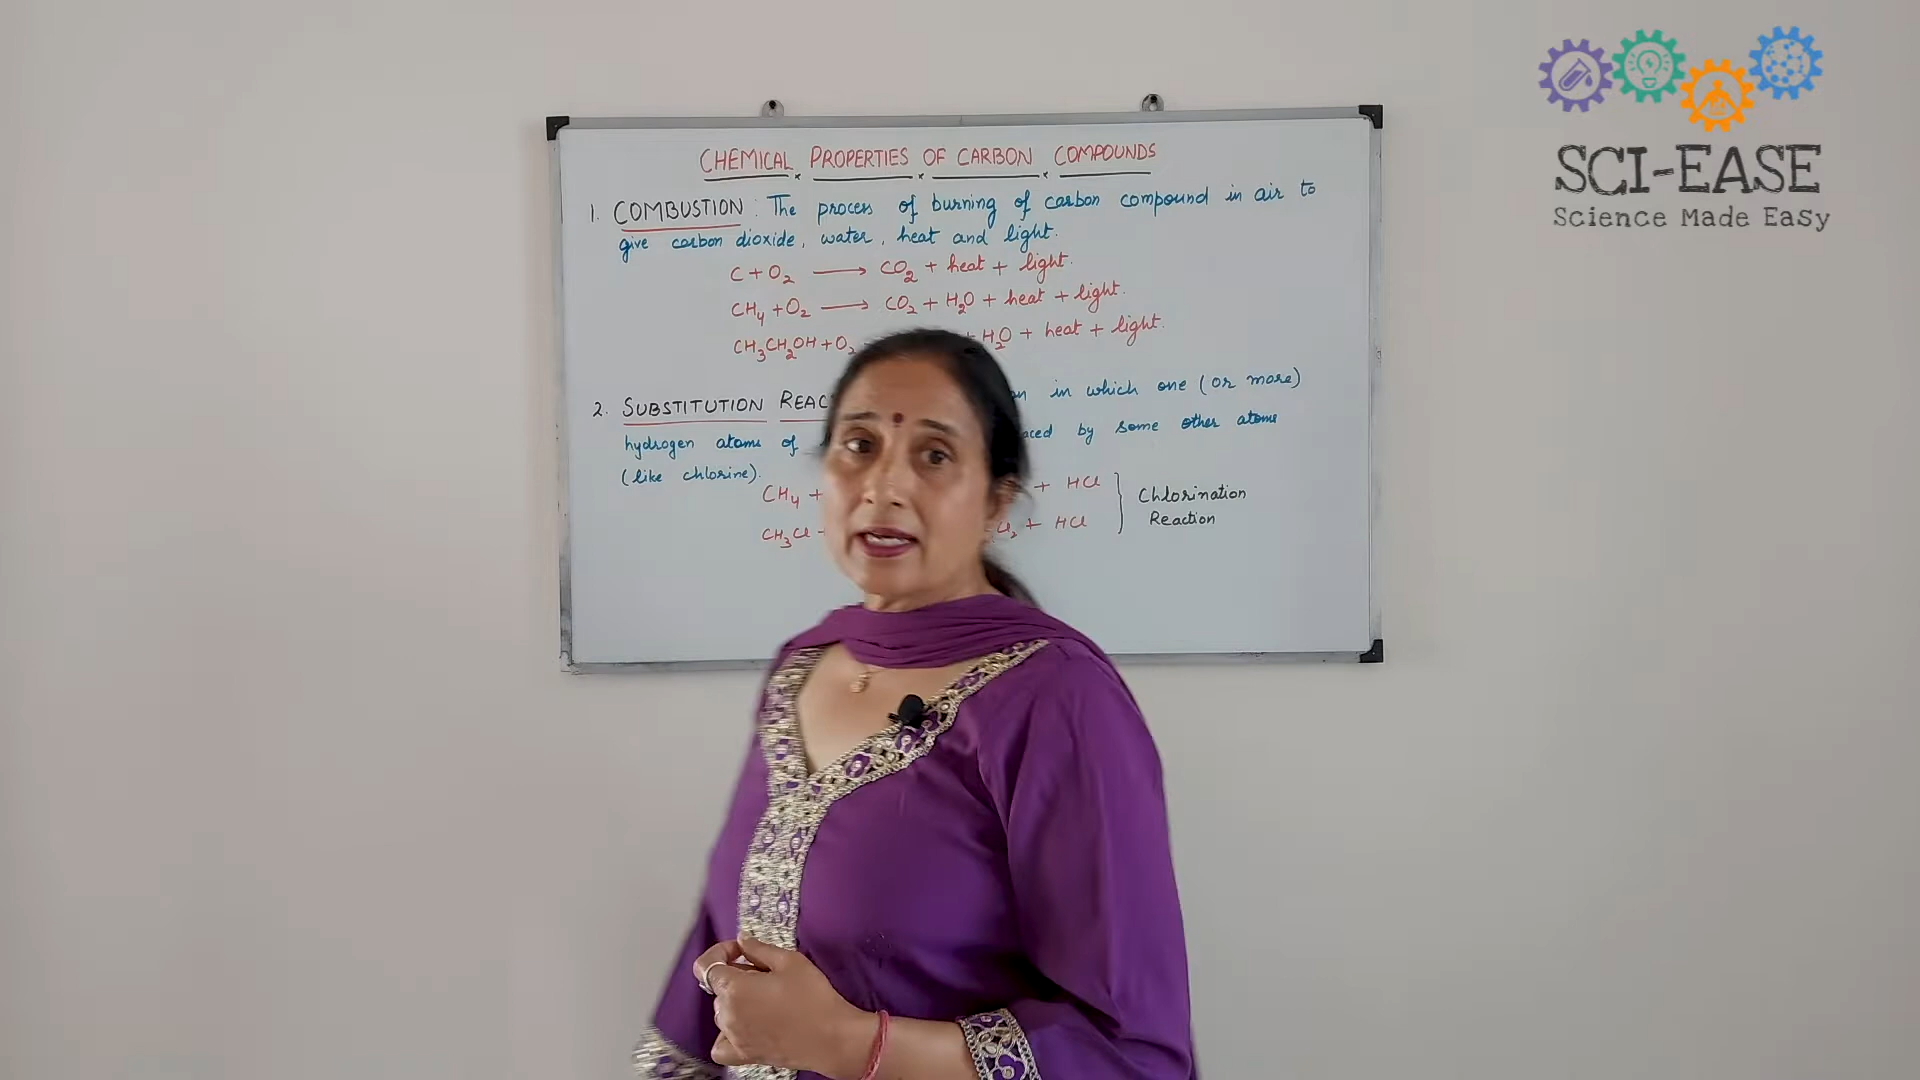 SCI-EASE
Science Made Easy
CHEMICAL PROPERTIES OF CARBON COMPOUNDS
1. COMBUSTION : The process of burning of carbon compound in air to
give carbon dioxide, water, heat and light.
C + O₂ ⟶ CO₂ + heat + light.
CH₄ + O₂ ⟶ CO₂ + H₂O + heat + light.
CH₃CH₂OH + O₂ + H₂O + heat + light.
2. SUBSTITUTION in which one (or more)
hydrogen atoms of by some other atoms
(like chlorine).
CH₄ + + HCl
CH₃Cl + HCl
Chlorination
Reaction